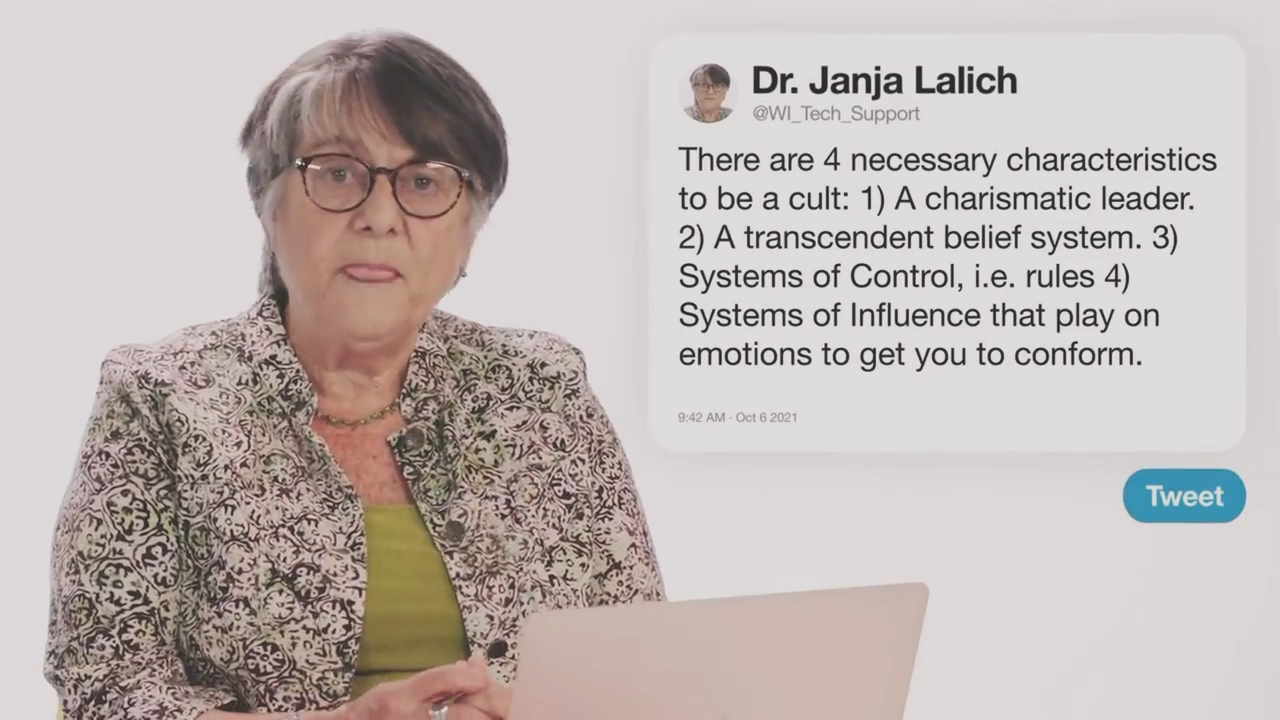 Dr. Janja Lalich
@WI_Tech_Support
There are 4 necessary characteristics
to be a cult: 1) A charismatic leader.
2) A transcendent belief system. 3)
Systems of Control, i.e. rules 4)
Systems of Influence that play on
emotions to get you to conform.
9:42 AM · Oct 6 2021
Tweet